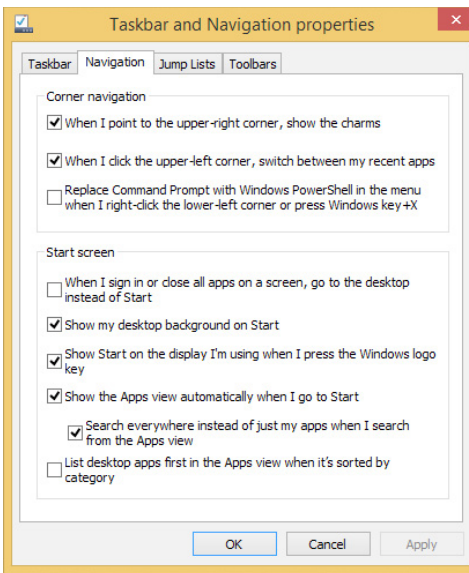 Taskbar and Navigation properties
Taskbar Navigation Jump Lists Toolbars
Corner navigation
When I point to the upper-right corner, show the charms
When I click the upper-left corner, switch between my recent apps
Replace Command Prompt with Windows PowerShell in the menu
when I right-click the lower-left corner or press Windows key+X
Start screen
When I sign in or close all apps on a screen, go to the desktop
instead of Start
Show my desktop background on Start
Show Start on the display I'm using when I press the Windows logo
key
Show the Apps view automatically when I go to Start
Search everywhere instead of just my apps when I search
from the Apps view
List desktop apps first in the Apps view when it's sorted by
category
OK Cancel Apply